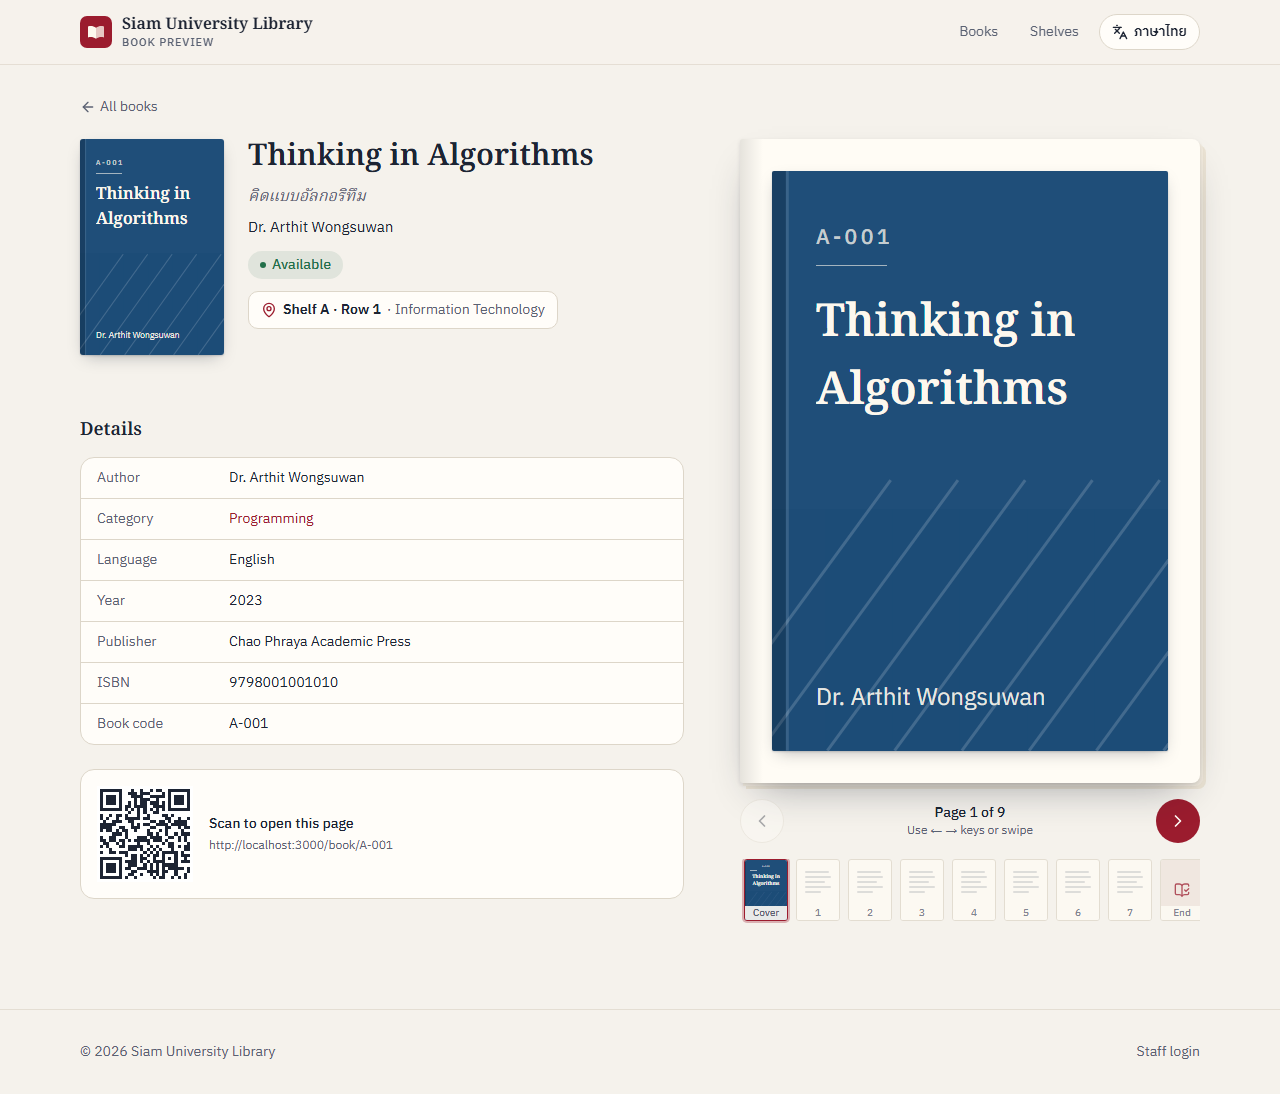 Siam University Library
BOOK PREVIEW
Books
Shelves
ภาษาไทย
All books
A-001
Thinking in
Algorithms
Dr. Arthit Wongsuwan
Thinking in Algorithms
คิดแบบอัลกอริทึม
Dr. Arthit Wongsuwan
Available
Shelf A · Row 1 · Information Technology
Details
Author Dr. Arthit Wongsuwan
Category Programming
Language English
Year 2023
Publisher Chao Phraya Academic Press
ISBN 9798001001010
Book code A-001
Scan to open this page
http://localhost:3000/book/A-001
A-001
Thinking in
Algorithms
Dr. Arthit Wongsuwan
Page 1 of 9
Use ← → keys or swipe
A-001
Thinking in
Algorithms
Cover
1
2
3
4
5
6
7
End
© 2026 Siam University Library
Staff login